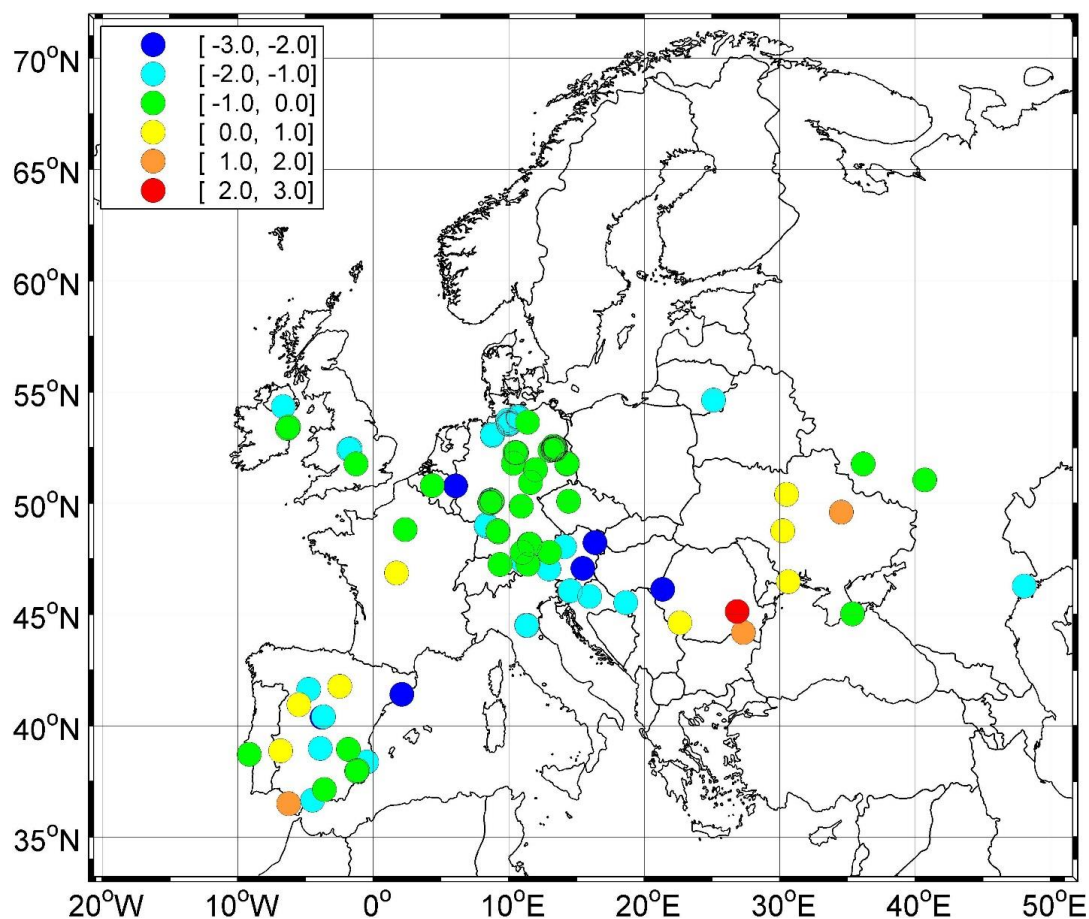 [ -3.0, -2.0]
[ -2.0, -1.0]
[ -1.0, 0.0]
[ 0.0, 1.0]
[ 1.0, 2.0]
[ 2.0, 3.0]
70°N
65°N
60°N
55°N
50°N
45°N
40°N
35°N
20°W 10°W 0° 10°E 20°E 30°E 40°E 50°E